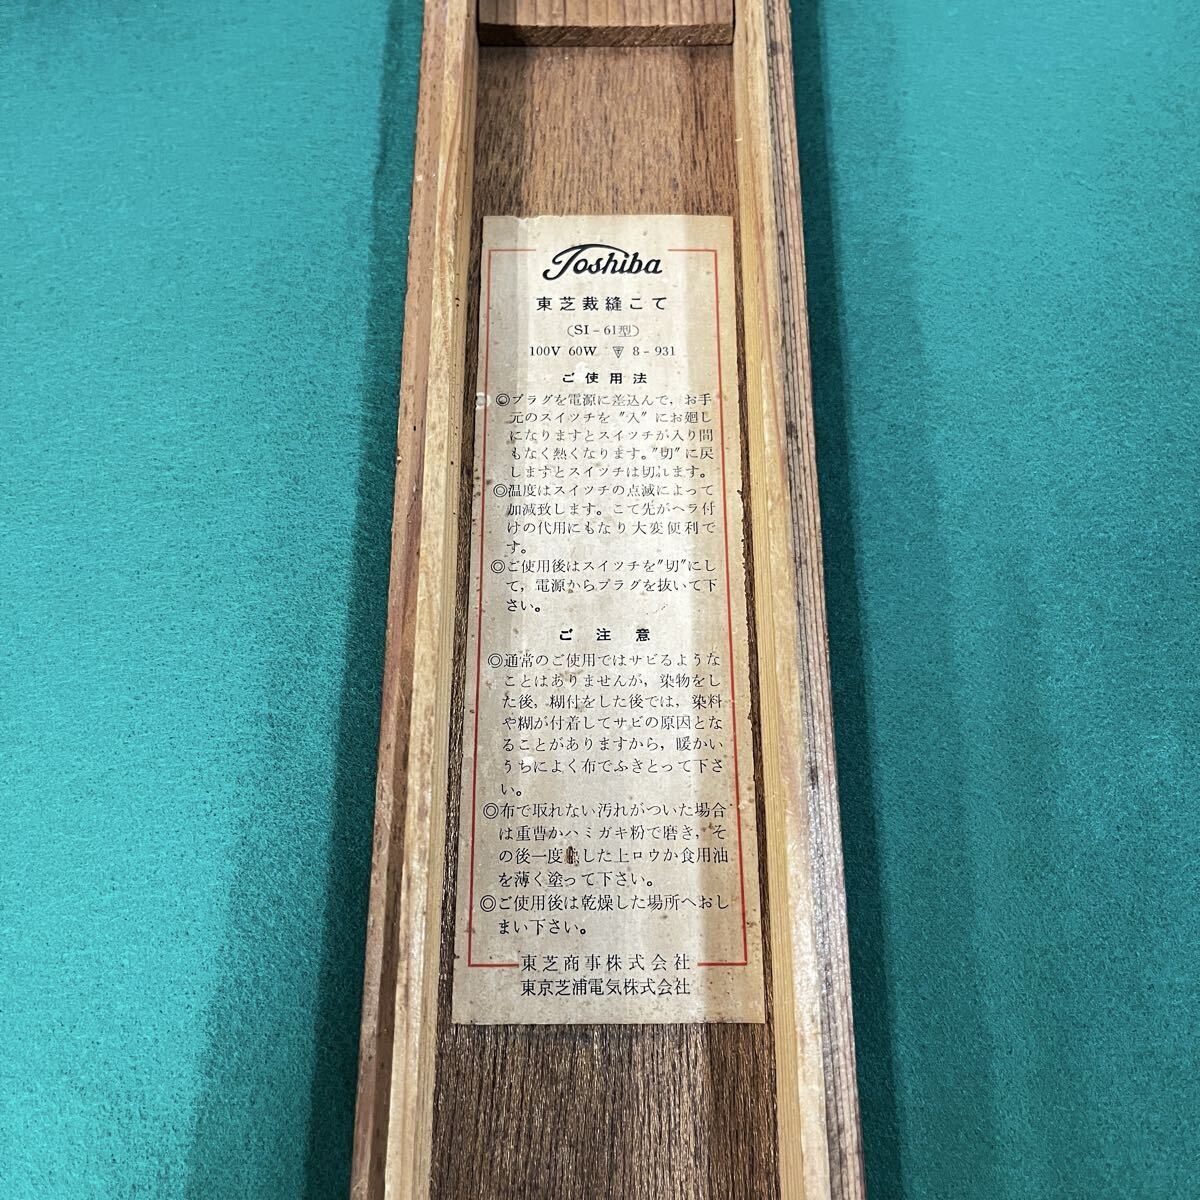 Toshiba
東芝裁縫こて
(SI-61型)
100V 60W 〒 8-931
ご使用法
◎プラグを電源に差込んで，お手
元のスイツチを〝入〟にお廻し
になりますとスイツチが入り間
もなく熱くなります。〝切〟に戻
しますとスイツチは切れます。
◎温度はスイツチの点滅によって
加減致します。こて先がヘラ付
けの代用にもなり大変便利で
す。
◎ご使用後はスイツチを〝切〟にし
て，電源からプラグを抜いて下
さい。
ご注意
◎通常のご使用ではサビるような
ことはありませんが，染物をし
た後，糊付をした後では，染料
や糊が付着してサビの原因とな
ることがありますから，暖かい
うちによく布でふきとって下さ
い。
◎布で取れない汚れがついた場合
は重曹かハミガキ粉で磨き，そ
の後一度熱した上ロウか食用油
を薄く塗って下さい。
◎ご使用後は乾燥した場所へおし
まい下さい。
東芝商事株式会社
東京芝浦電気株式会社